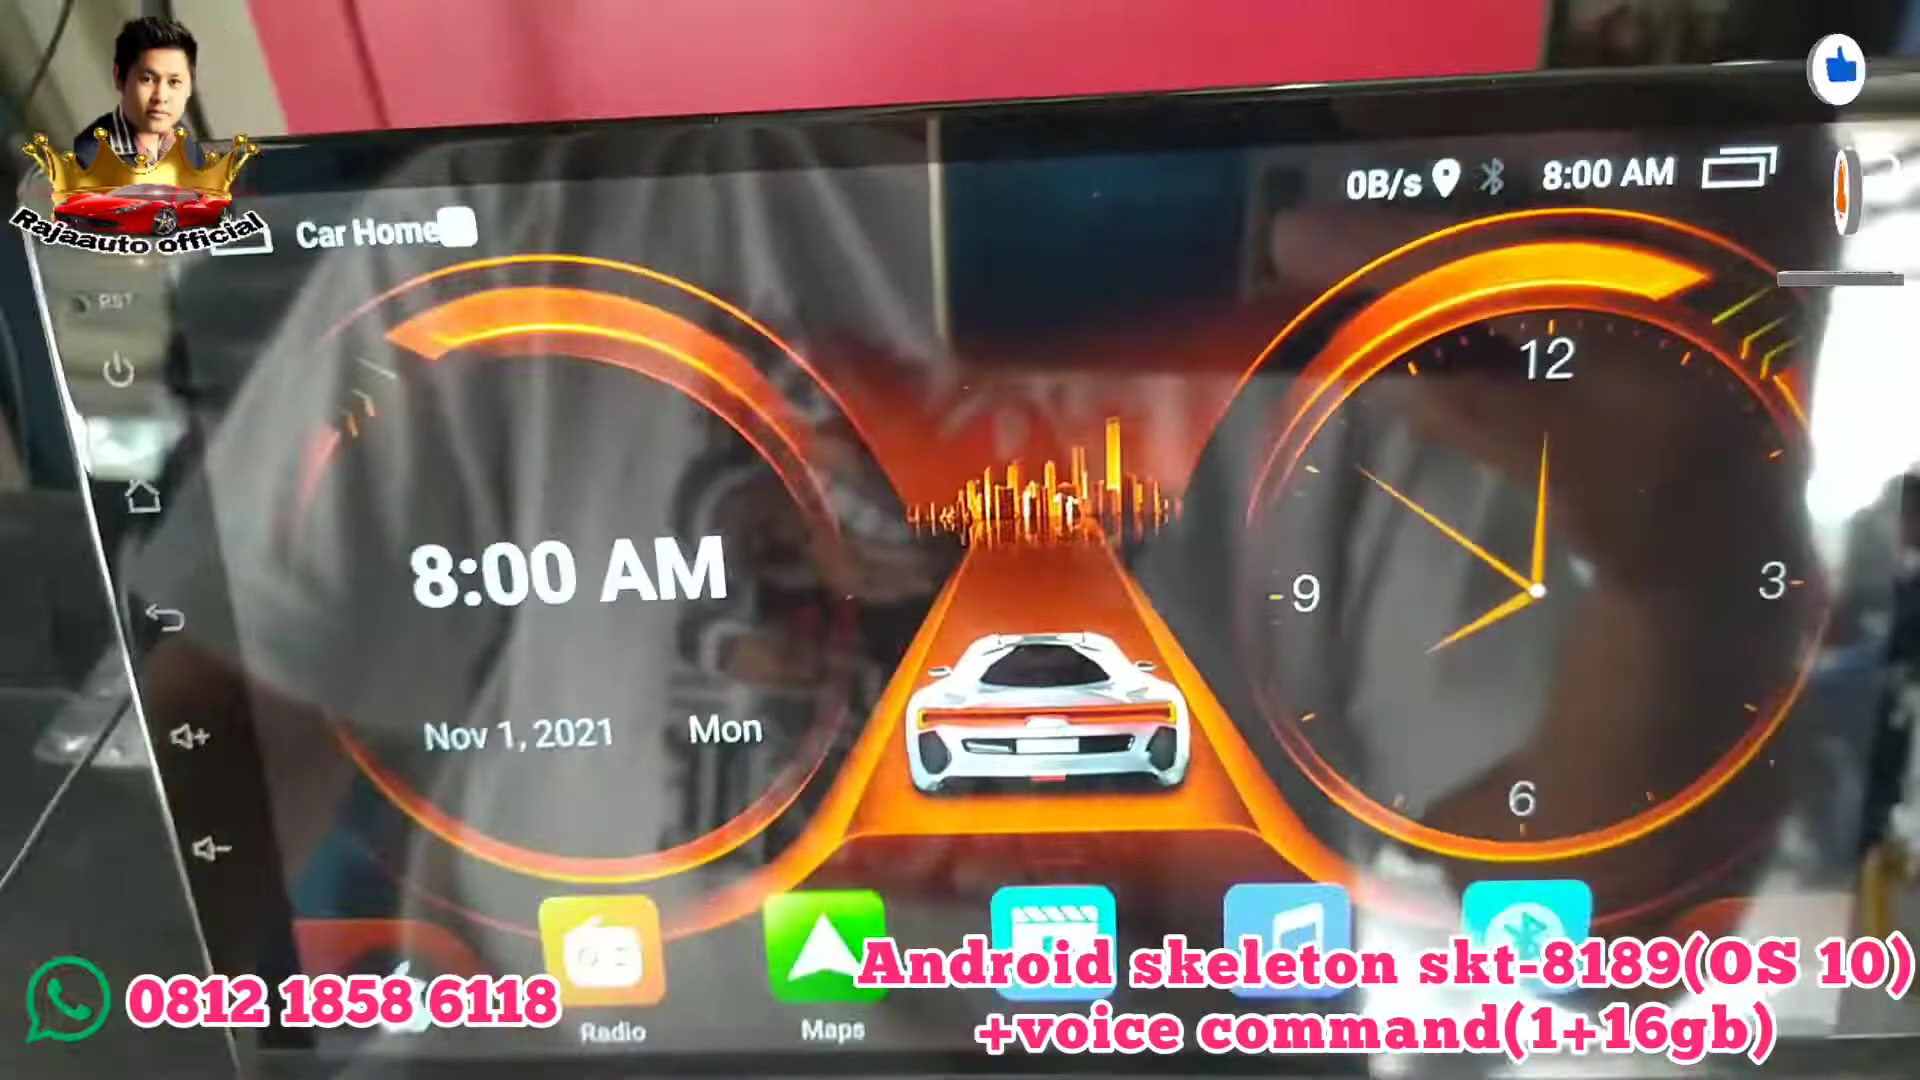 Rajaauto official
Car Home
0B/s 8:00 AM
RST
12
3
6
9
8:00 AM
Nov 1, 2021 Mon
Radio
Maps
0812 1858 6118
Android skeleton skt-8189(OS 10)
+voice command(1+16gb)